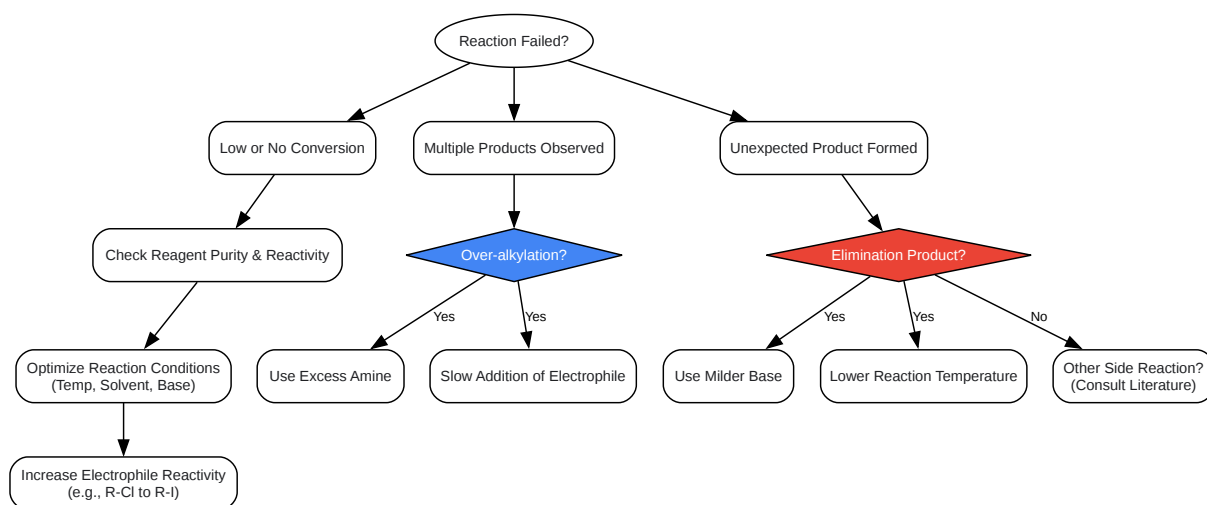 Reaction Failed?
Low or No Conversion
Multiple Products Observed
Unexpected Product Formed
Check Reagent Purity & Reactivity
Over-alkylation?
Elimination Product?
Yes
Yes
Yes
Yes
No
Optimize Reaction Conditions
(Temp, Solvent, Base)
Use Excess Amine
Slow Addition of Electrophile
Use Milder Base
Lower Reaction Temperature
Other Side Reaction?
(Consult Literature)
Increase Electrophile Reactivity
(e.g., R-Cl to R-I)